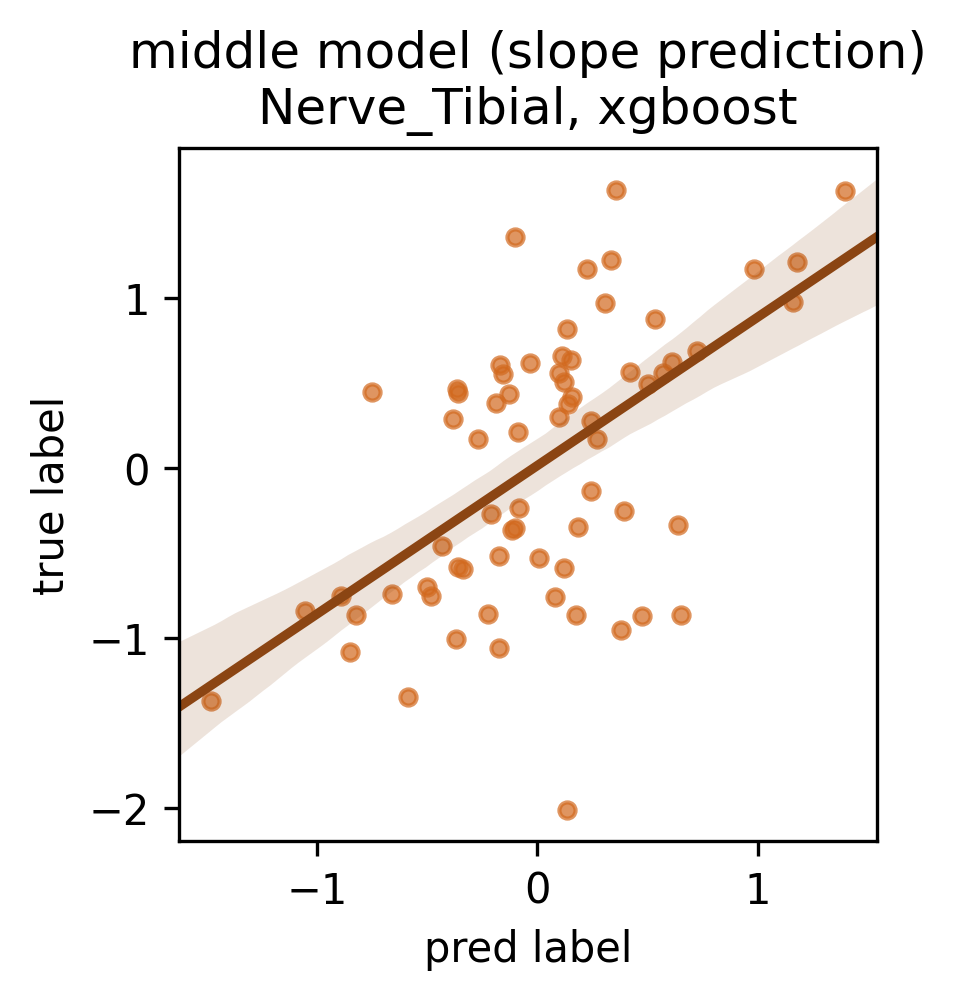 middle model (slope prediction)
Nerve_Tibial, xgboost
1
0
−1
−2
true label
−1 0 1
pred label